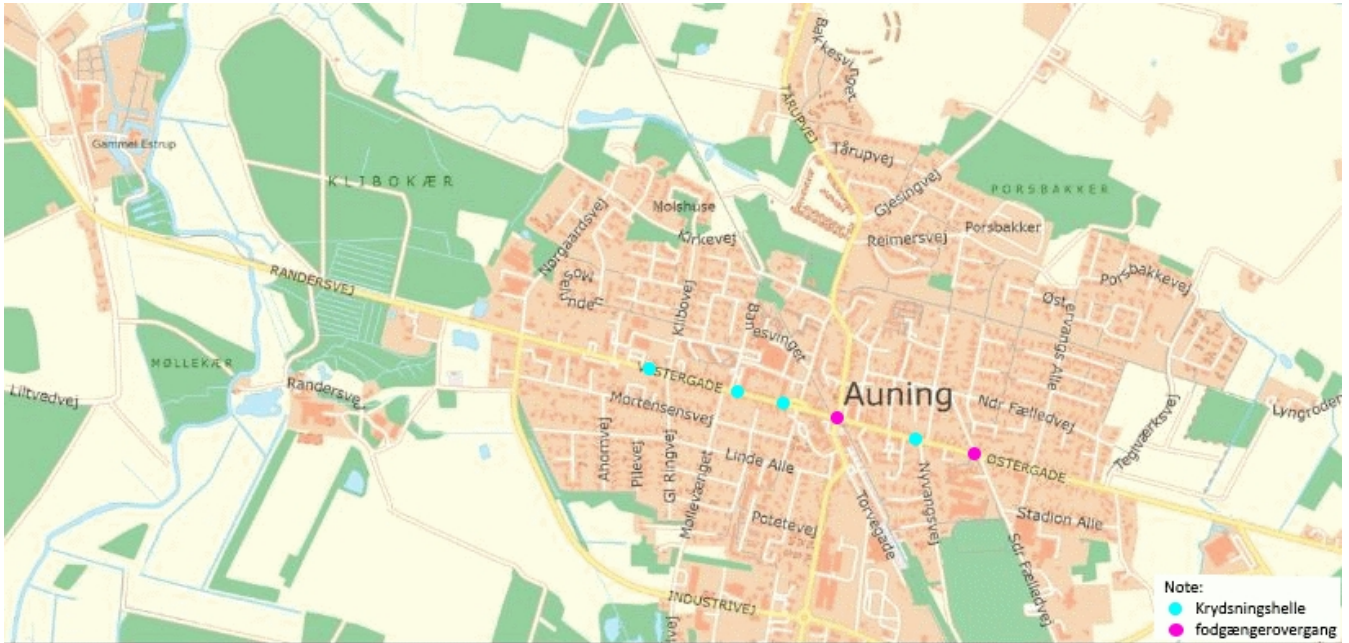 Bakkesvinget
Gammel Estrup
TÅRUPVEJ
Tårupvej
KLIBOKÆR
Gjesingvej
PORSBAKKER
Molshuse
Nørgaardsvej
Kirkevej
Reimersvej
Porsbakker
RANDERSVEJ
Moselunden
Klibovej
Porsbakkevej
Østervangs Alle
Banesvinget
MØLLEKÆR
Randersvej
Liltvedvej
VESTERGADE
Auning
Mortensensvej
Ndr Fælledvej
Lyngroden
Ahornvej
Pilevej
Gl Ringvej
Møllevænget
Linde Alle
Teglværksvej
ØSTERGADE
Nyvangsvej
Torvegade
Potetevej
Stadion Alle
Sdr Fælledvej
INDUSTRIVEJ
Note:
Krydsningshelle
fodgængerovergang